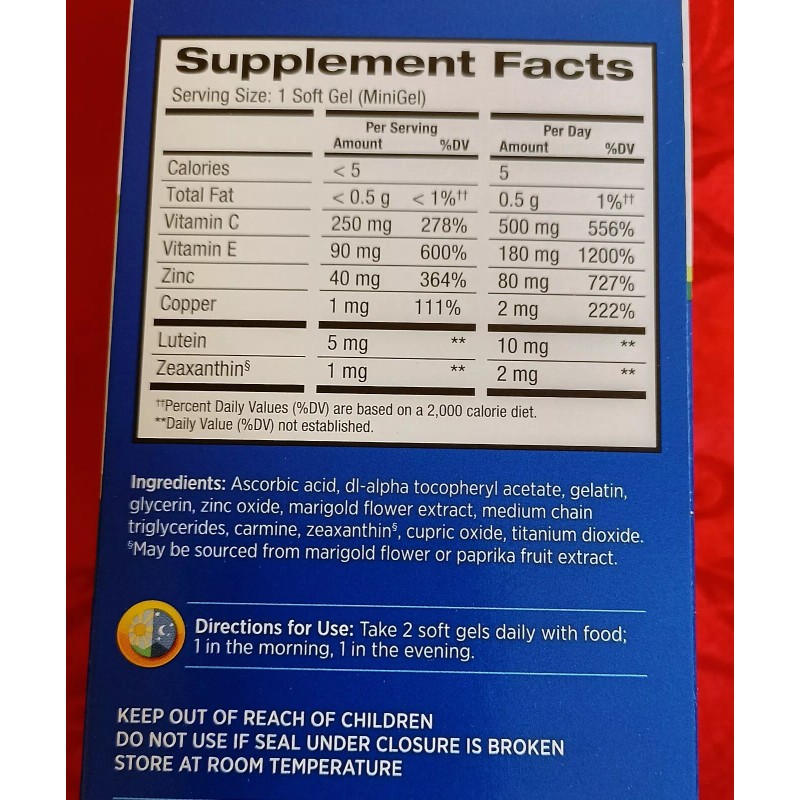 Supplement Facts
Serving Size: 1 Soft Gel (MiniGel)
Per Serving Per Day
Amount %DV Amount %DV
Calories < 5 5
Total Fat < 0.5 g < 1%†† 0.5 g 1%††
Vitamin C 250 mg 278% 500 mg 556%
Vitamin E 90 mg 600% 180 mg 1200%
Zinc 40 mg 364% 80 mg 727%
Copper 1 mg 111% 2 mg 222%
Lutein 5 mg ** 10 mg **
Zeaxanthin§ 1 mg ** 2 mg **
††Percent Daily Values (%DV) are based on a 2,000 calorie diet.
**Daily Value (%DV) not established.
Ingredients: Ascorbic acid, dl-alpha tocopheryl acetate, gelatin,
glycerin, zinc oxide, marigold flower extract, medium chain
triglycerides, carmine, zeaxanthin§, cupric oxide, titanium dioxide.
§May be sourced from marigold flower or paprika fruit extract.
Directions for Use: Take 2 soft gels daily with food;
1 in the morning, 1 in the evening.
KEEP OUT OF REACH OF CHILDREN
DO NOT USE IF SEAL UNDER CLOSURE IS BROKEN
STORE AT ROOM TEMPERATURE